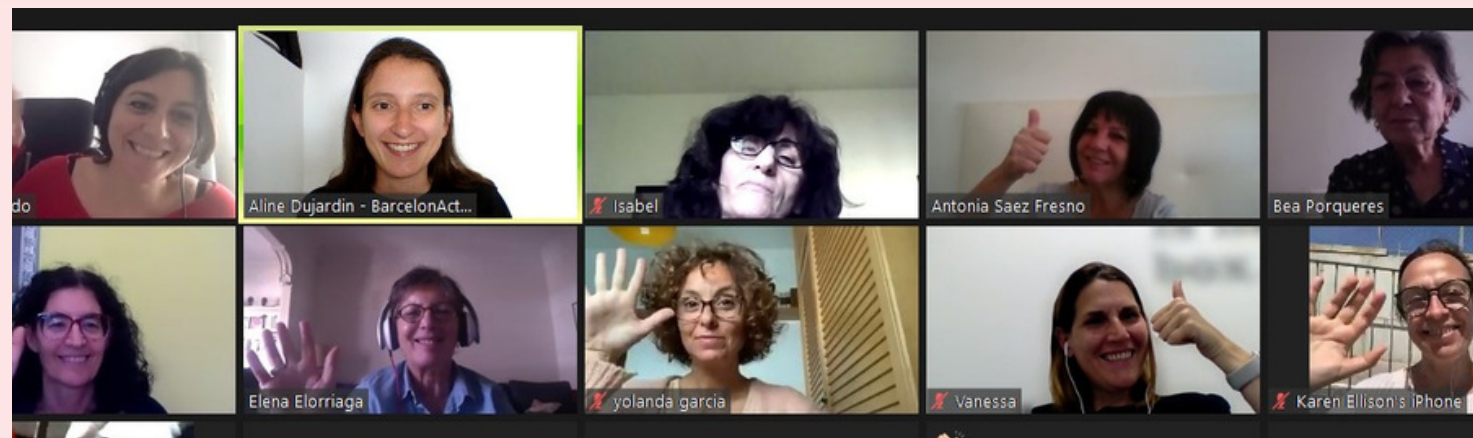 do
Aline Dujardin - BarcelonAct...
Isabel
Antonia Saez Fresno
Bea Porqueres
Elena Elorriaga
yolanda garcia
Vanessa
Karen Ellison's iPhone